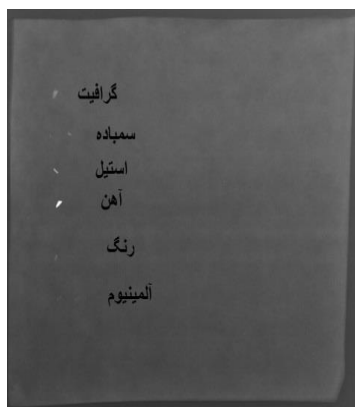 گرافیت
سمباده
استیل
آهن
رنگ
آلمینیوم